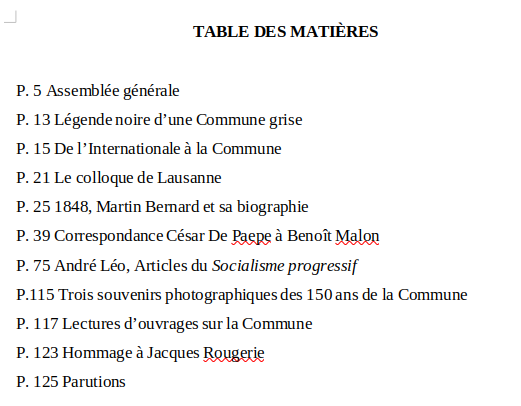 TABLE DES MATIÈRES
P. 5 Assemblée générale
P. 13 Légende noire d’une Commune grise
P. 15 De l’Internationale à la Commune
P. 21 Le colloque de Lausanne
P. 25 1848, Martin Bernard et sa biographie
P. 39 Correspondance César De Paepe à Benoît Malon
P. 75 André Léo, Articles du Socialisme progressif
P.115 Trois souvenirs photographiques des 150 ans de la Commune
P. 117 Lectures d’ouvrages sur la Commune
P. 123 Hommage à Jacques Rougerie
P. 125 Parutions